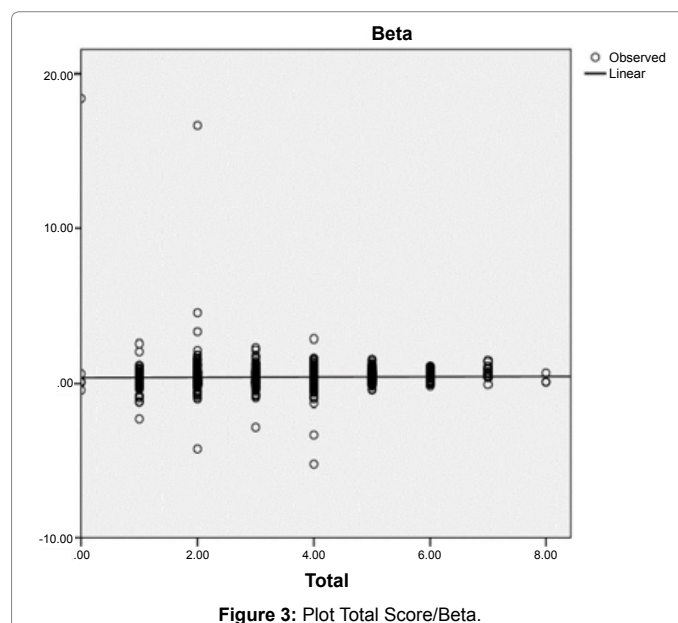 Beta
Observed
Linear
20.00
10.00
.00
-10.00
.00 2.00 4.00 6.00 8.00
Total
Figure 3: Plot Total Score/Beta.